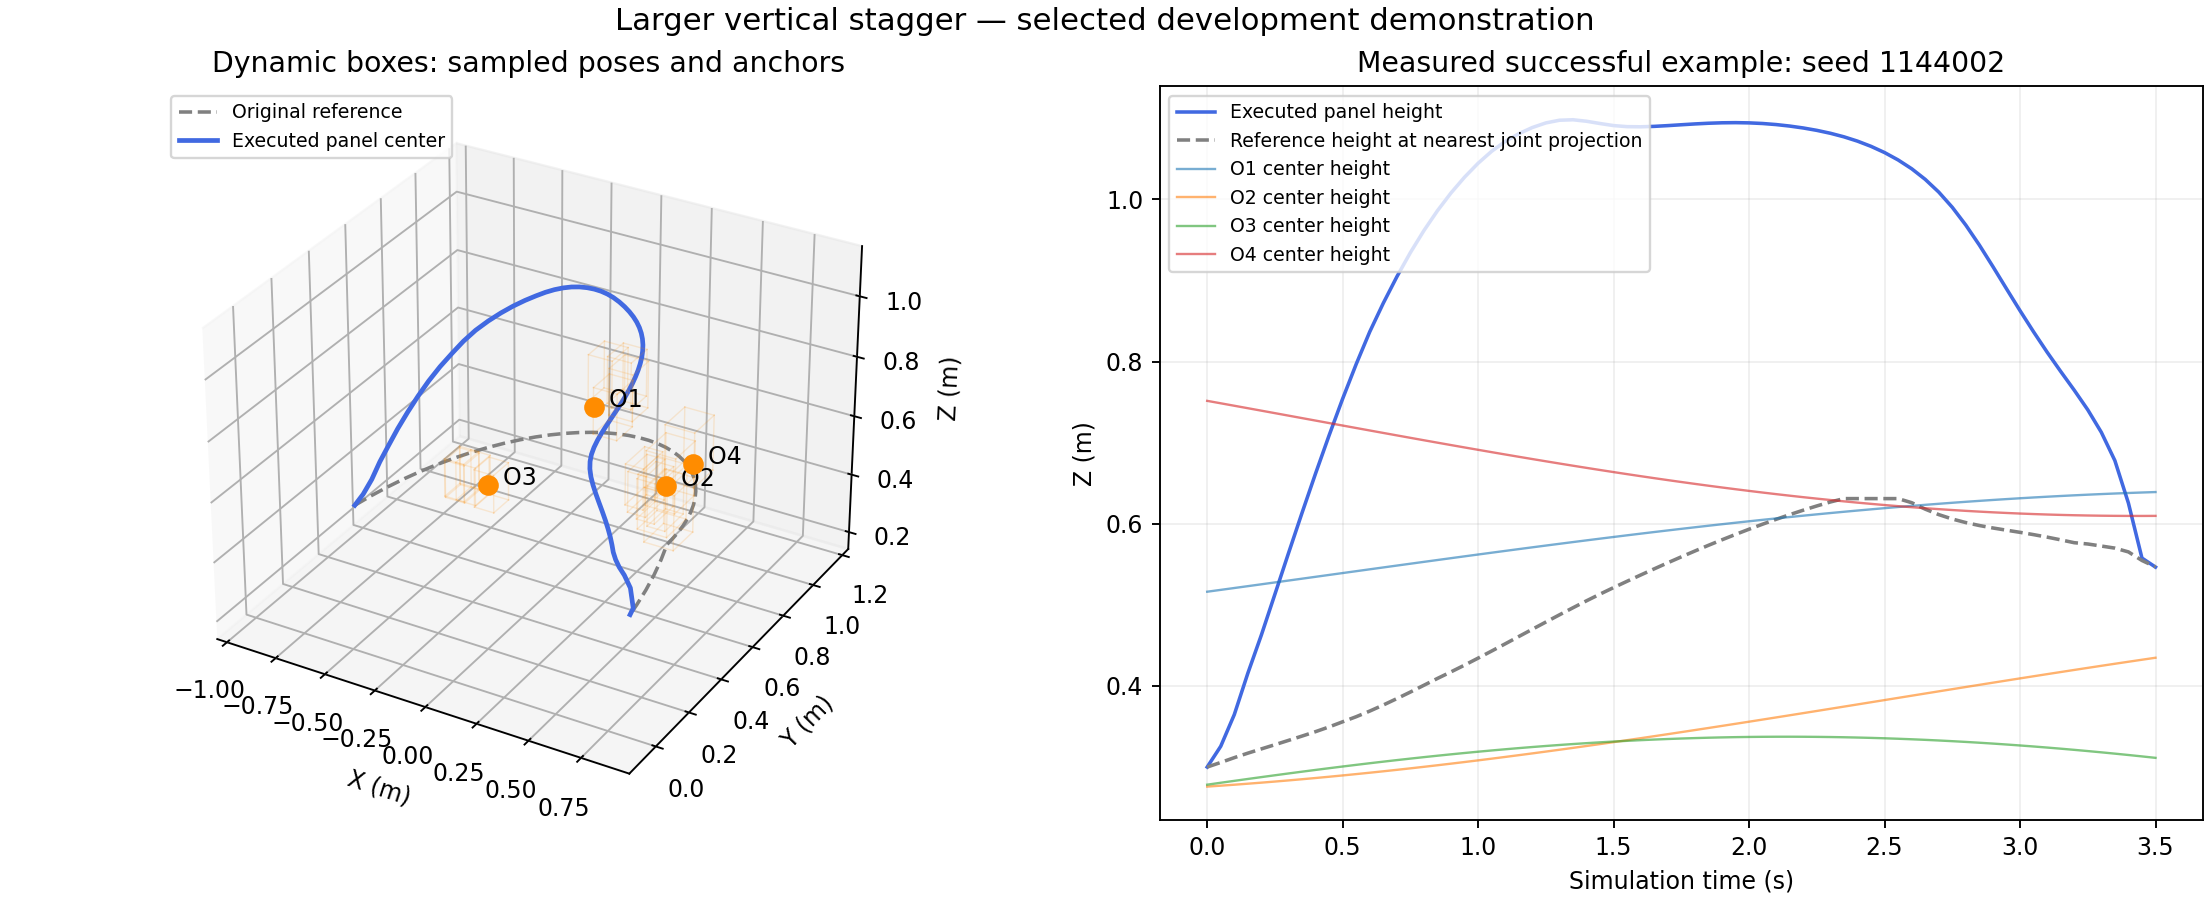 Larger vertical stagger — selected development demonstration
Dynamic boxes: sampled poses and anchors
Original reference
Executed panel center
O1
O4
O2
O3
1.0
0.8
0.6
0.4
0.2
Z (m)
1.2
1.0
0.8
0.6
0.4
0.2
0.0
Y (m)
−1.00
−0.75
−0.50
−0.25
0.00
0.25
0.50
0.75
X (m)
Measured successful example: seed 1144002
Executed panel height
Reference height at nearest joint projection
O1 center height
O2 center height
O3 center height
O4 center height
1.0
0.8
0.6
0.4
Z (m)
0.0
0.5
1.0
1.5
2.0
2.5
3.0
3.5
Simulation time (s)